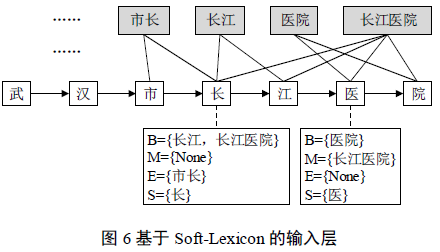 …… 市长 长江 医院 长江医院
……
武 汉 市 长 江 医 院
B={长江，长江医院}
M={None}
E={市长}
S={长}
B={医院}
M={长江医院}
E={None}
S={医}
图 6 基于 Soft-Lexicon 的输入层